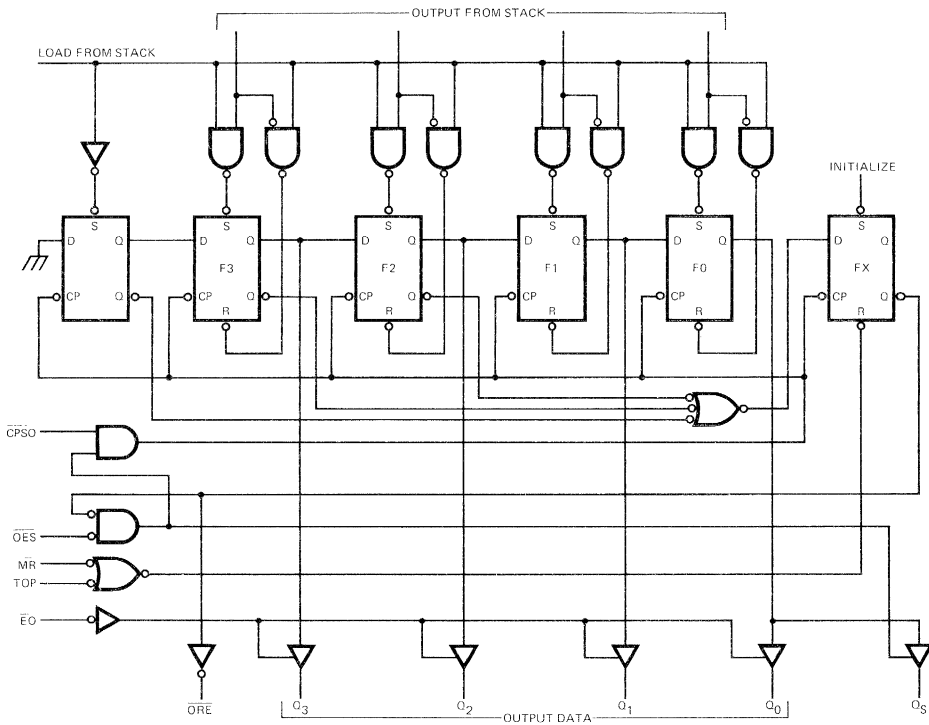 OUTPUT FROM STACK
LOAD FROM STACK
INITIALIZE
S S S S S S
D Q D Q D Q D Q D Q D Q
F3 F2 F1 F0 FX
CP Q CP Q CP Q CP CP CP Q
R R R R R
CPSO
OES
MR
TOP
EO
ORE Q3 Q2 Q1 Q0 QS
OUTPUT DATA